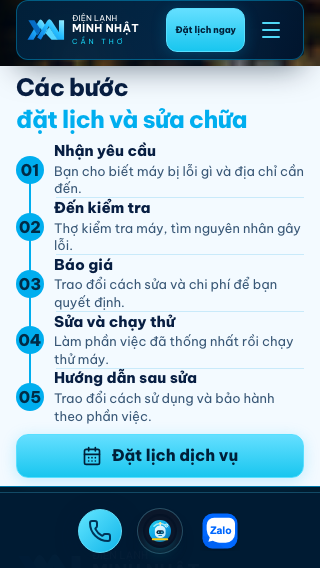 ĐIỆN LẠNH
MINH NHẬT
CẦN THƠ
Đặt lịch ngay
Các bước
đặt lịch và sửa chữa
01
Nhận yêu cầu
Bạn cho biết máy bị lỗi gì và địa chỉ cần
đến.
02
Đến kiểm tra
Thợ kiểm tra máy, tìm nguyên nhân gây
lỗi.
03
Báo giá
Trao đổi cách sửa và chi phí để bạn
quyết định.
04
Sửa và chạy thử
Làm phần việc đã thống nhất rồi chạy
thử máy.
05
Hướng dẫn sau sửa
Trao đổi cách sử dụng và bảo hành
theo phần việc.
Đặt lịch dịch vụ
Zalo